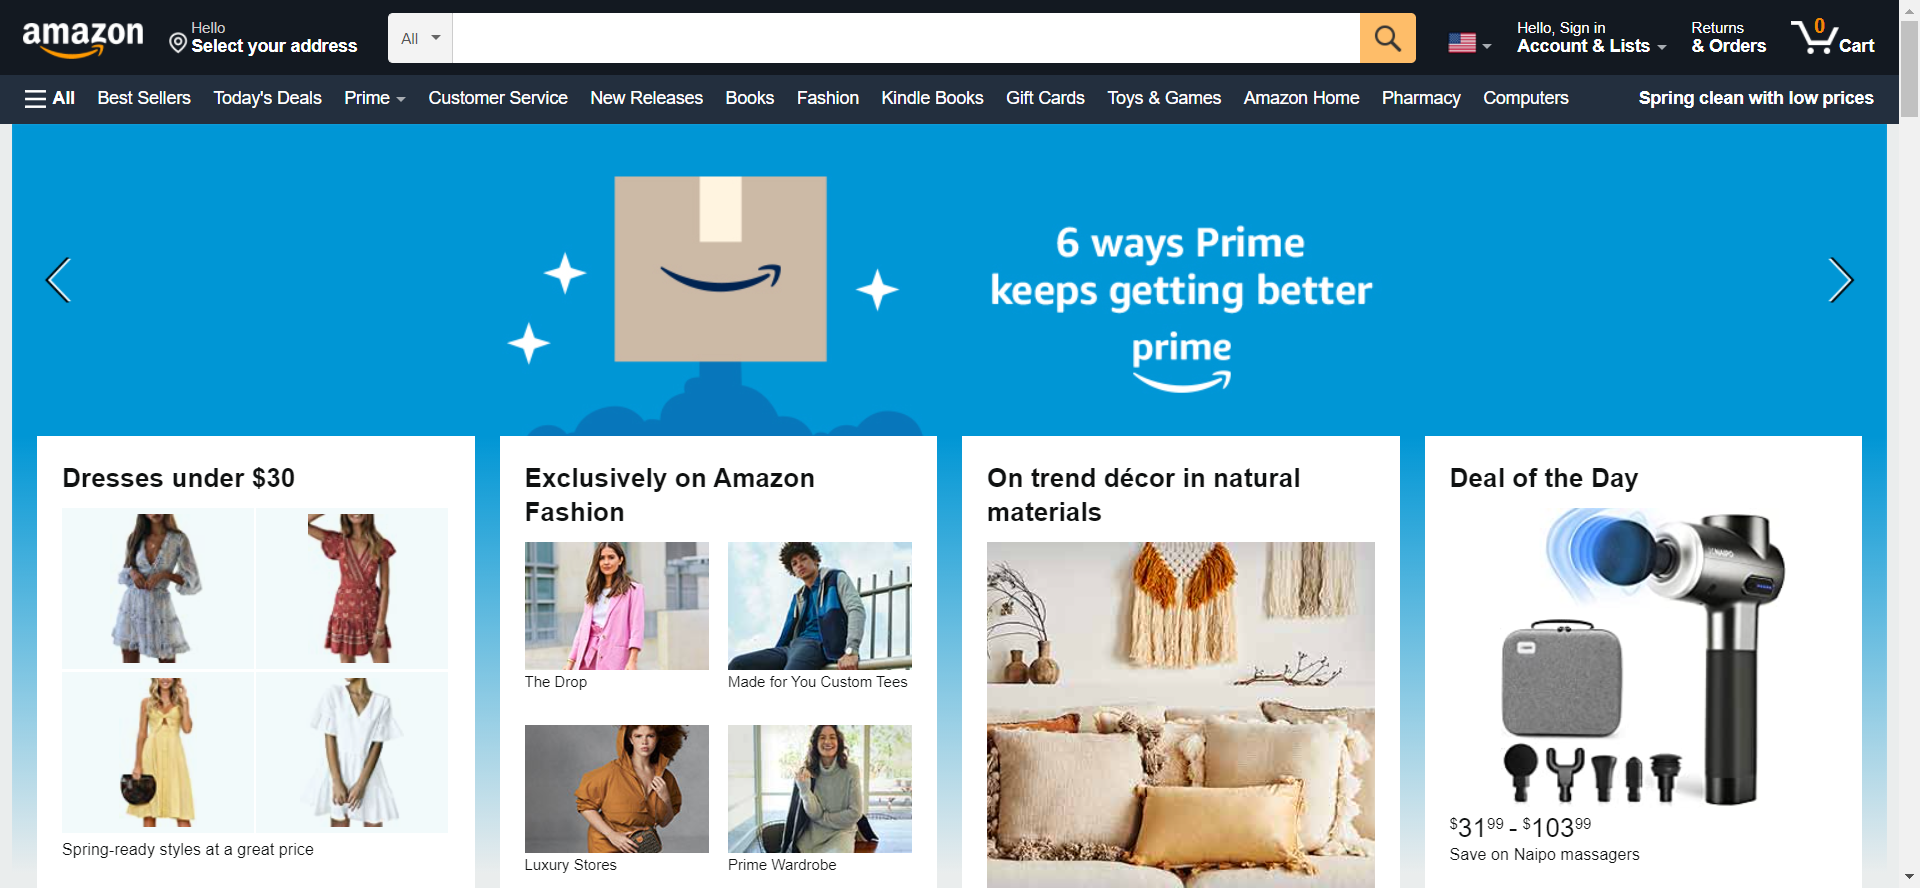 amazon
Hello
Select your address
All
Hello, Sign in
Account & Lists
Returns
& Orders
0
Cart
All
Best Sellers
Today's Deals
Prime
Customer Service
New Releases
Books
Fashion
Kindle Books
Gift Cards
Toys & Games
Amazon Home
Pharmacy
Computers
Spring clean with low prices
6 ways Prime
keeps getting better
prime
Dresses under $30
Spring-ready styles at a great price
Exclusively on Amazon
Fashion
The Drop
Made for You Custom Tees
Luxury Stores
Prime Wardrobe
On trend décor in natural
materials
Deal of the Day
NAIPO
$31.99 - $103.99
Save on Naipo massagers